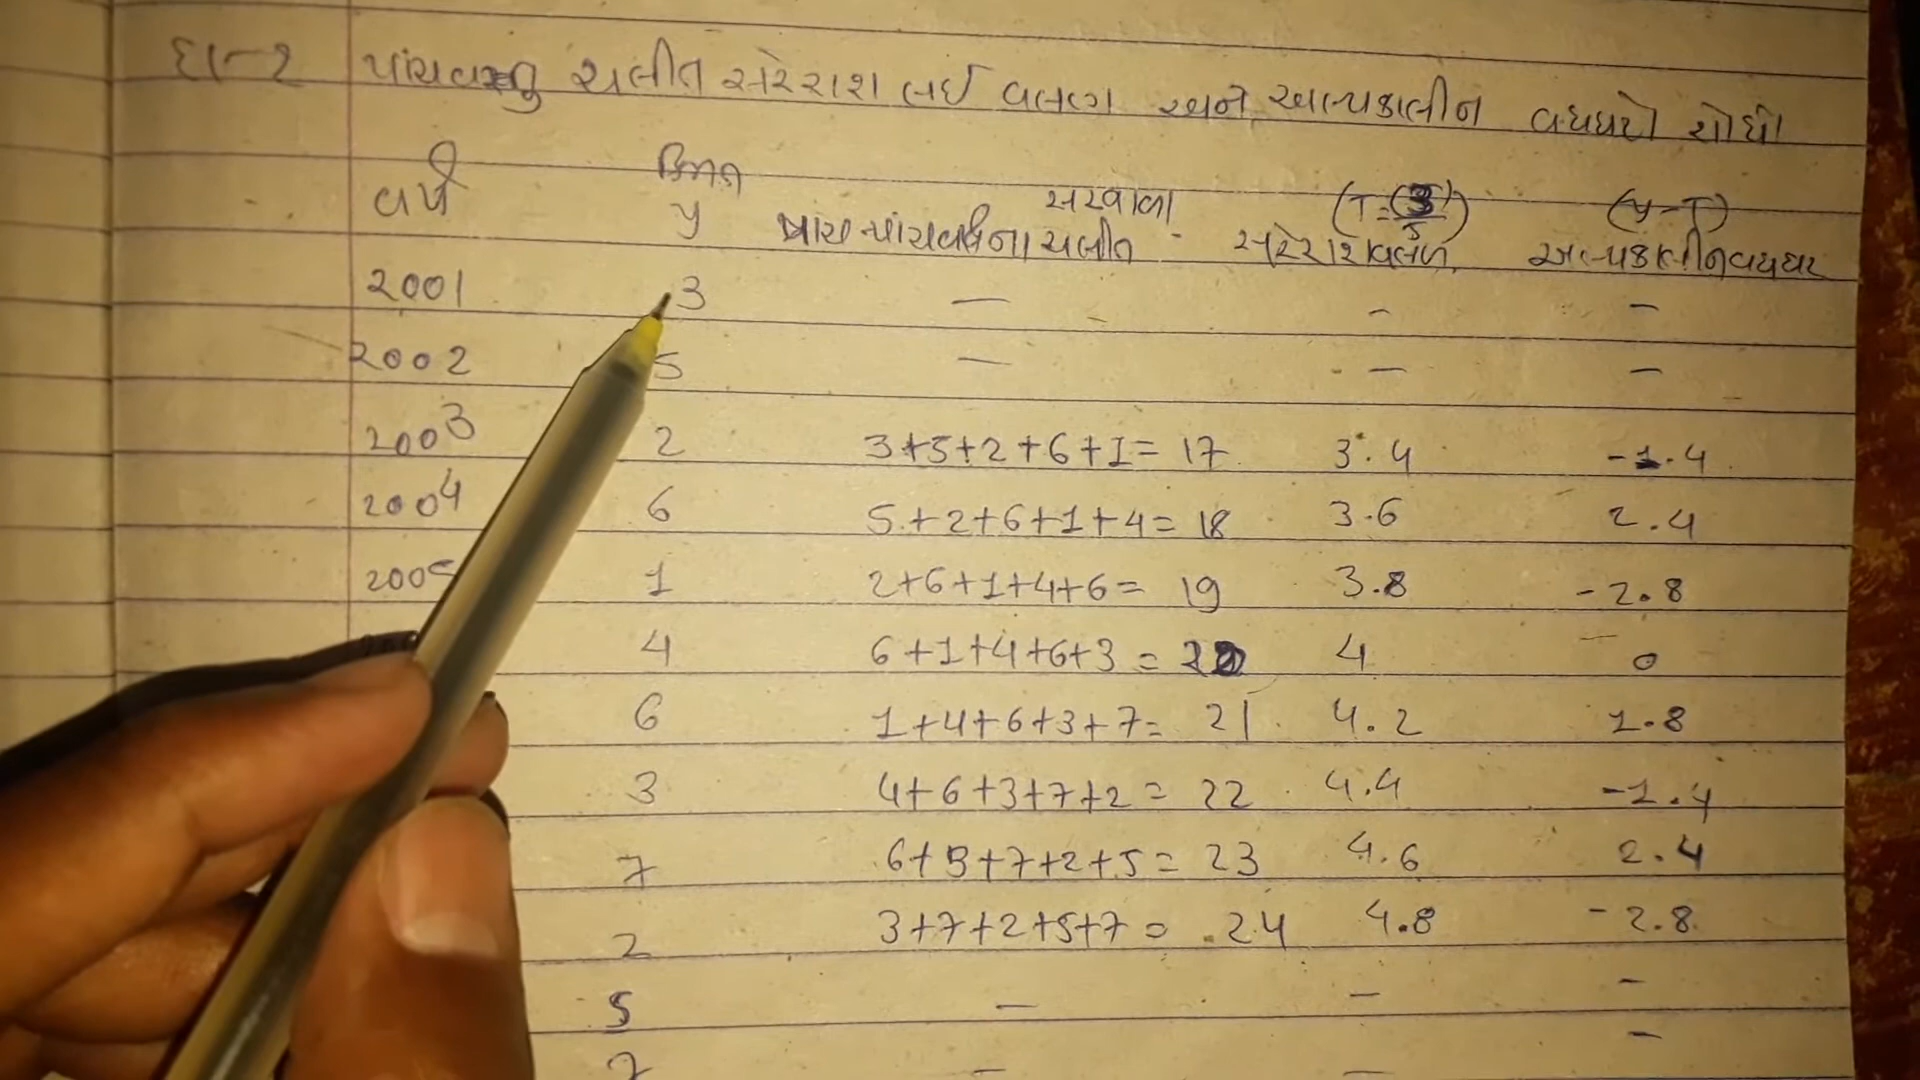 દા-૨ પાંચવસ્તુ ચલીત સરેરાશ લઈ વલણ અને અલ્પકાલીન વધઘટો શોધો
વર્ષ કિંમત y પાંચવર્ષના ચલીત સરવાળા (T= 5) સરેરાશ વલણ (y-T) અલ્પકાલીન વધઘટ
2001 3 — - -
2002 5 — - -
2003 2 3+5+2+6+1= 17 3.4 -1.4
2004 6 5+2+6+1+4= 18 3.6 2.4
2005 1 2+6+1+4+6= 19 3.8 -2.8
4 6+1+4+6+3 = 20 4 0
6 1+4+6+3+7= 21 4.2 1.8
3 4+6+3+7+2= 22 4.4 -1.4
7 6+3+7+2+5= 23 4.6 2.4
2 3+7+2+5+7= 24 4.8 -2.8
5 — - -
7 — - -